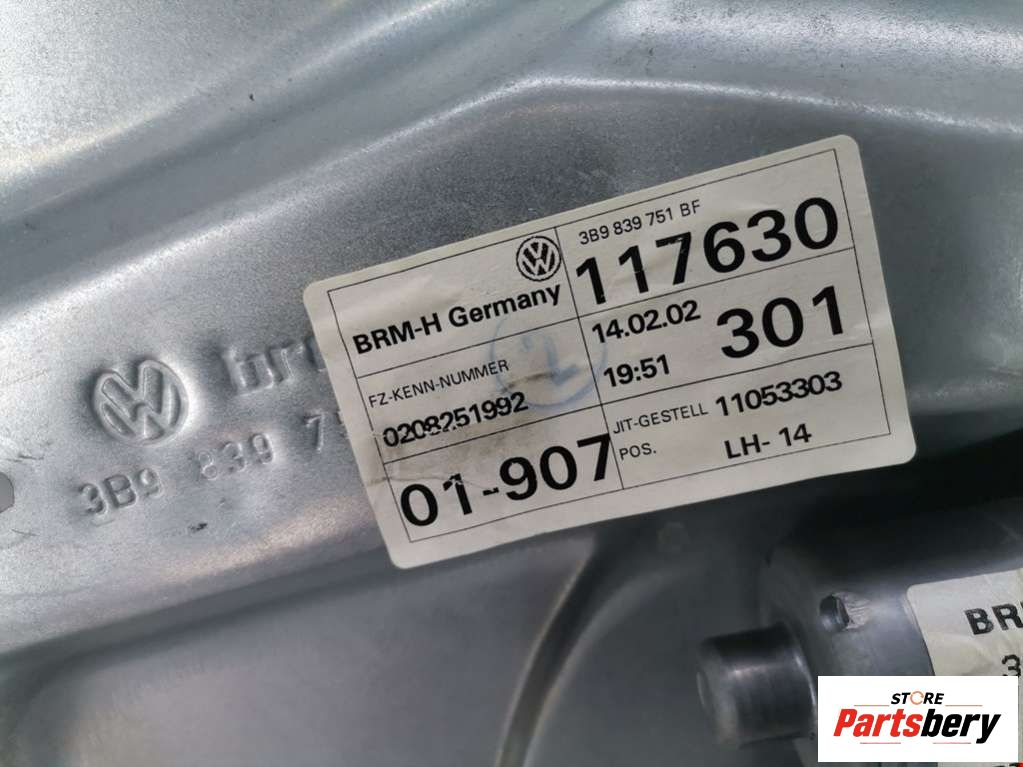 3B9 839 751 BF
BRM-H Germany
117630
FZ-KENN-NUMMER
14.02.02
301
0208251992
19:51
01-907
JIT-GESTELL 11053303
POS. LH- 14
3B9 839 7
STORE
Partsbery